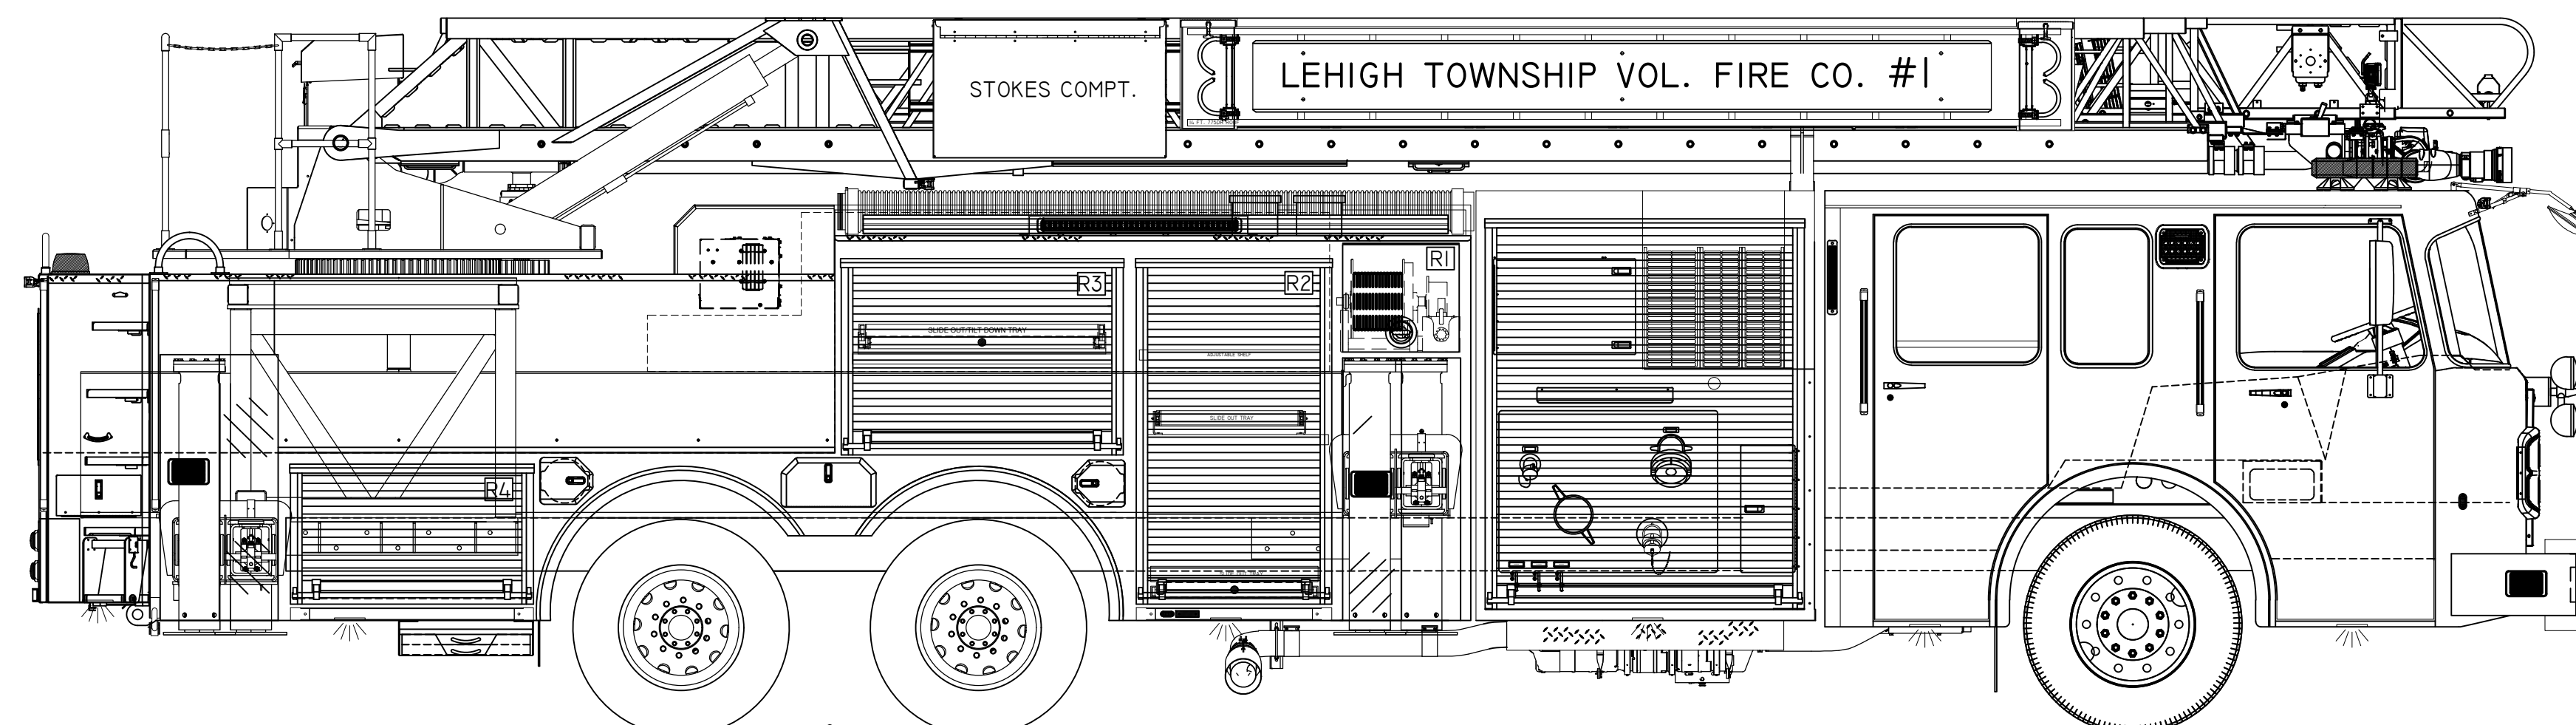 LEHIGH TOWNSHIP VOL. FIRE CO. #1
STOKES COMPT.
R1
R3
R2
SLIDE OUT/TILT DOWN TRAY
ADJUSTABLE SHELF
SLIDE OUT TRAY
R4